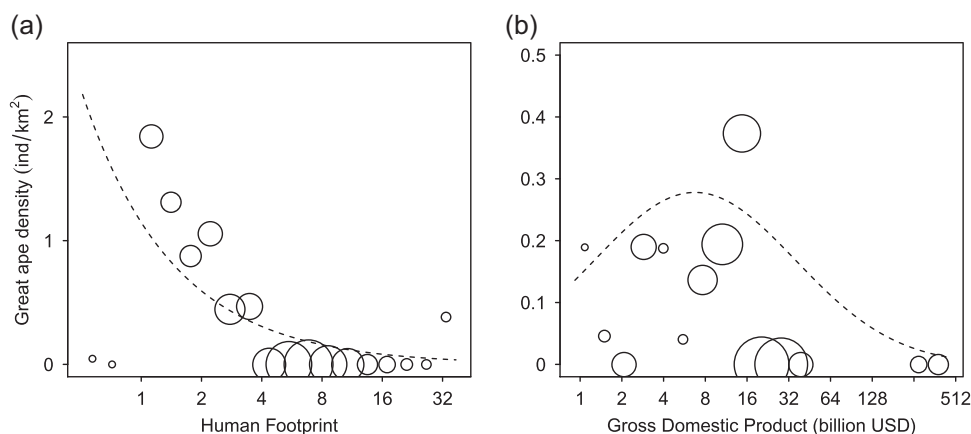 (a)
Great ape density (ind/km²)
2
1
0
1 2 4 8 16 32
Human Footprint
(b)
0.5
0.4
0.3
0.2
0.1
0
1 2 4 8 16 32 64 128 512
Gross Domestic Product (billion USD)